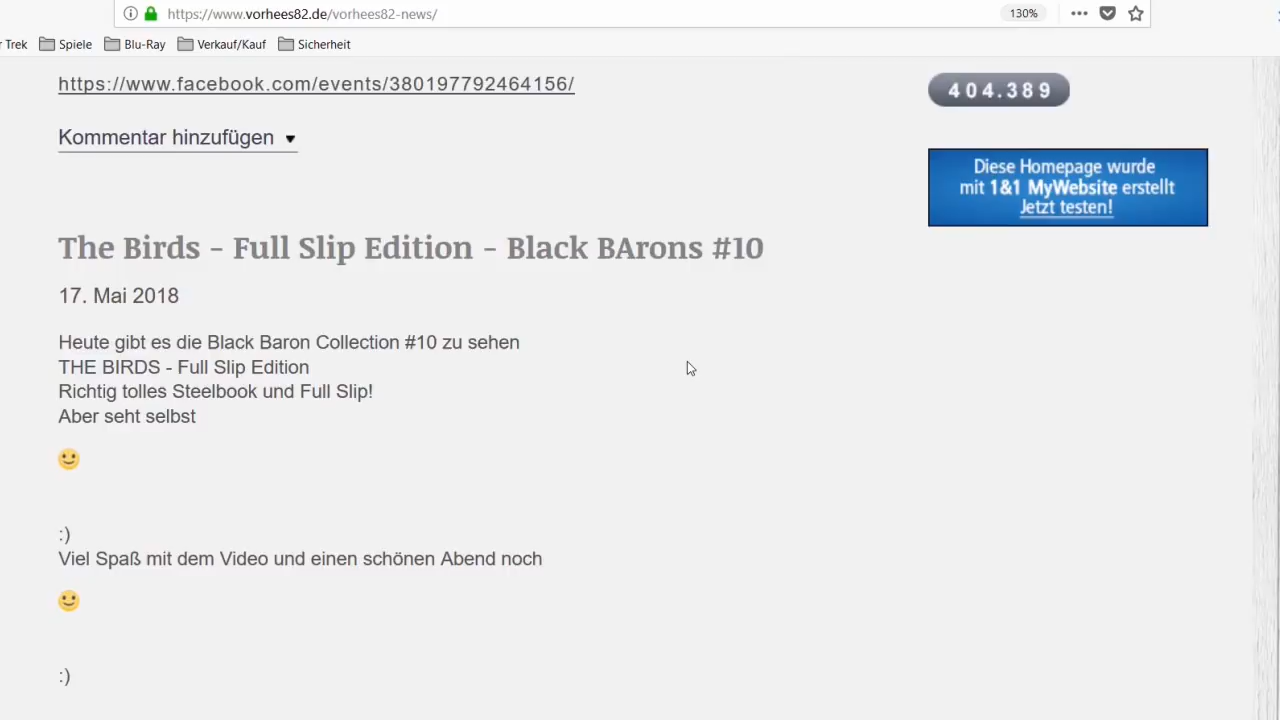 https://www.vorhees82.de/vorhees82-news/
130%
Trek
Spiele
Blu-Ray
Verkauf/Kauf
Sicherheit
https://www.facebook.com/events/380197792464156/
404.389
Kommentar hinzufügen
Diese Homepage wurde
mit 1&1 MyWebsite erstellt
Jetzt testen!
The Birds - Full Slip Edition - Black BArons #10
17. Mai 2018
Heute gibt es die Black Baron Collection #10 zu sehen
THE BIRDS - Full Slip Edition
Richtig tolles Steelbook und Full Slip!
Aber seht selbst
:)
Viel Spaß mit dem Video und einen schönen Abend noch
:)